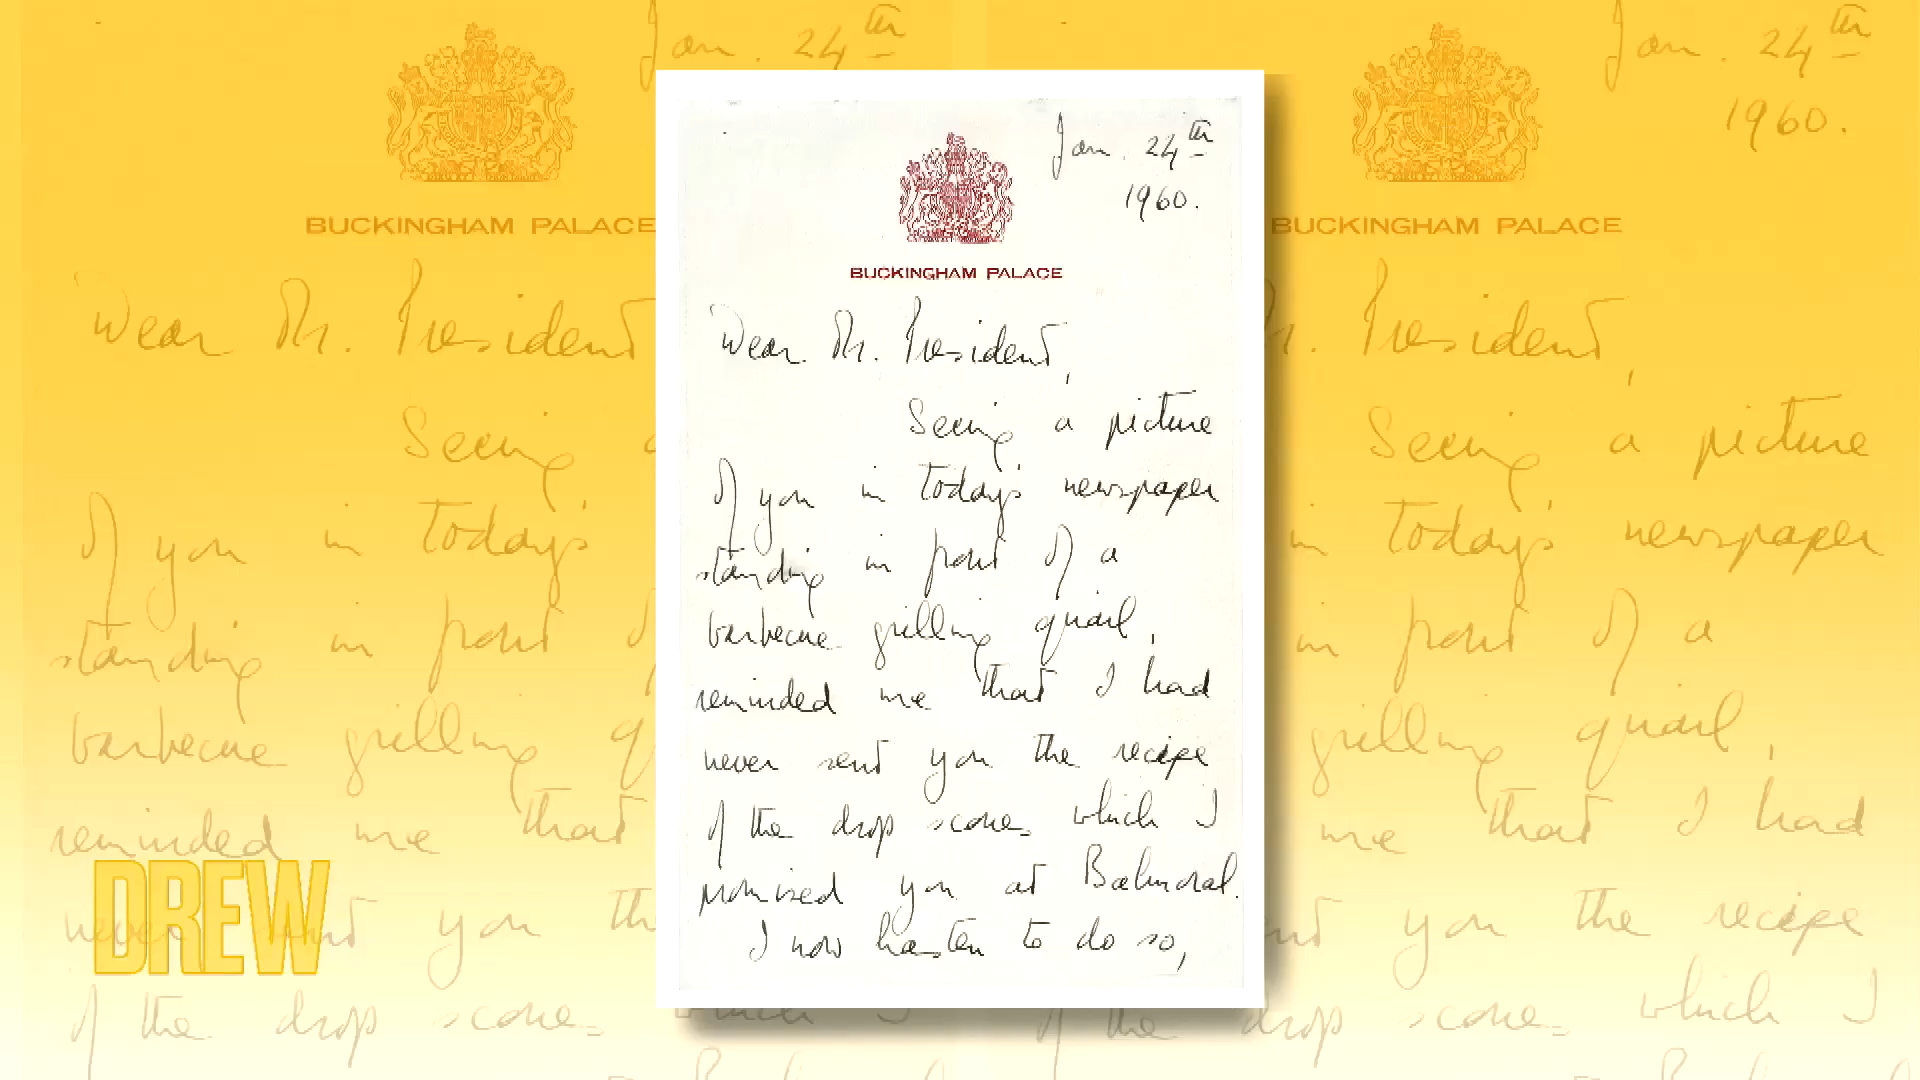 Jan. 24th
1960.
BUCKINGHAM PALACE
Dear Mr. President,
Seeing a picture
of you in today's newspaper
standing in front of a
barbecue grilling quail,
reminded me that I had
never sent you the recipe
of the drop scones which I
promised you at Balmoral.
I now hasten to do so,
DREW